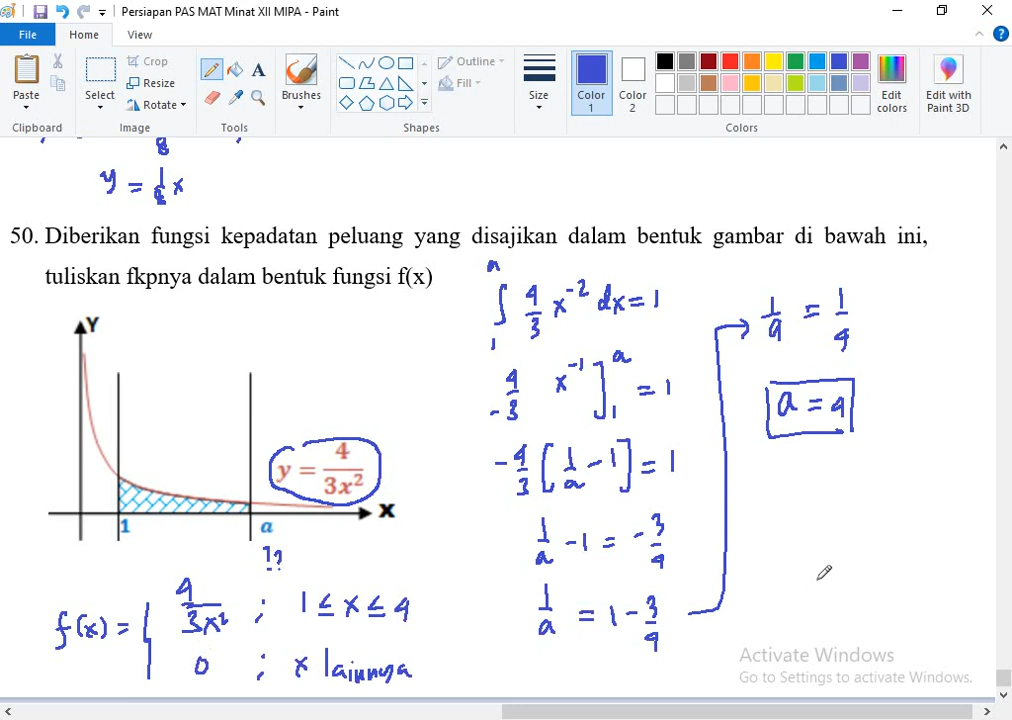 Persiapan PAS MAT Minat XII MIPA - Paint
File Home View
Paste
Clipboard
Select
Crop
Resize
Rotate
Image
A
Tools
Brushes
Outline
Fill
Shapes
Size
Color 1
Color 2
Edit colors
Edit with Paint 3D
Colors
8
y = 1/8 x
50. Diberikan fungsi kepadatan peluang yang disajikan dalam bentuk gambar di bawah ini,
tuliskan fkpnya dalam bentuk fungsi f(x)
Y
y = 4/3x²
X
1
a
??
f(x) = { 4/3x² ; 1 ≤ x ≤ 4
0 ; x lainnya
∫₁ᵃ 4/3 x⁻² dx = 1
-4/3 x⁻¹]₁ᵃ = 1
-4/3 [1/a - 1] = 1
1/a - 1 = -3/4
1/a = 1 - 3/4
1/a = 1/4
a = 4
Activate Windows
Go to Settings to activate Windows.